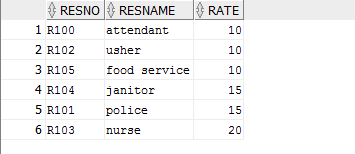 RESNO RESNAME RATE
1 R100 attendant 10
2 R102 usher 10
3 R105 food service 10
4 R104 janitor 15
5 R101 police 15
6 R103 nurse 20